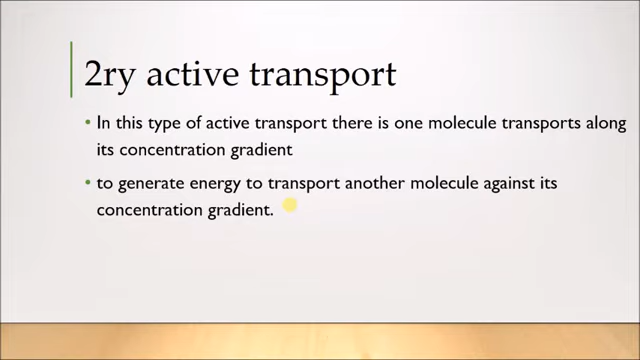 2ry active transport
• In this type of active transport there is one molecule transports along
its concentration gradient
• to generate energy to transport another molecule against its
concentration gradient.